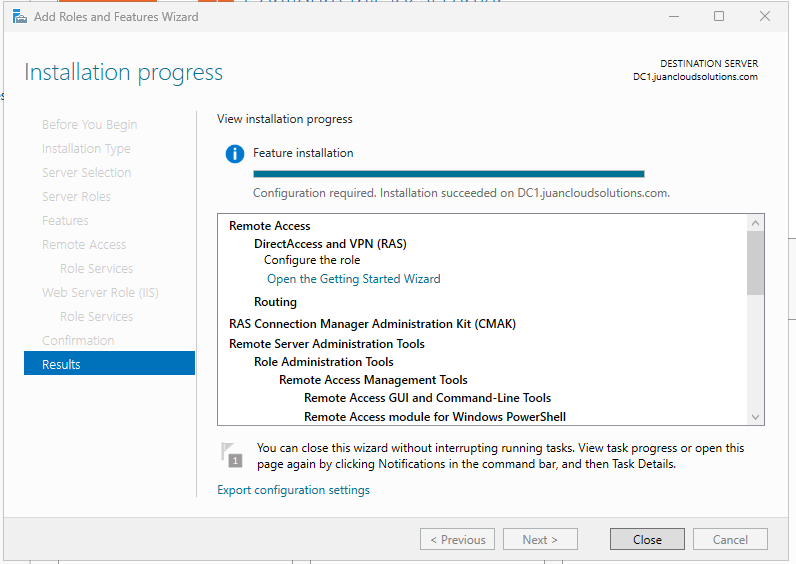 Add Roles and Features Wizard
Installation progress
DESTINATION SERVER
DC1.juancloudsolutions.com
Before You Begin
Installation Type
Server Selection
Server Roles
Features
Remote Access
Role Services
Web Server Role (IIS)
Role Services
Confirmation
Results
View installation progress
Feature installation
Configuration required. Installation succeeded on DC1.juancloudsolutions.com.
Remote Access
DirectAccess and VPN (RAS)
Configure the role
Open the Getting Started Wizard
Routing
RAS Connection Manager Administration Kit (CMAK)
Remote Server Administration Tools
Role Administration Tools
Remote Access Management Tools
Remote Access GUI and Command-Line Tools
Remote Access module for Windows PowerShell
1
You can close this wizard without interrupting running tasks. View task progress or open this
page again by clicking Notifications in the command bar, and then Task Details.
Export configuration settings
< Previous
Next >
Close
Cancel